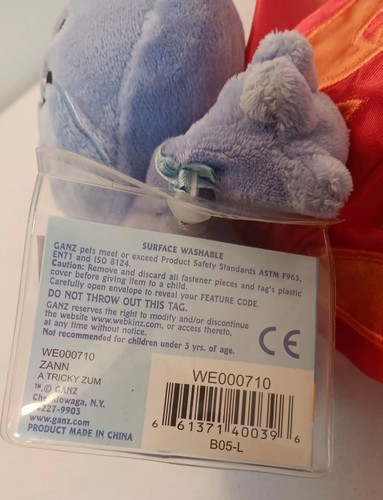 SURFACE WASHABLE
GANZ pets meet or exceed Product Safety Standards ASTM F963,
EN71 and ISO 8124.
Caution: Remove and discard all fastener pieces and tag's plastic
cover before giving item to a child.
Carefully open envelope to reveal your FEATURE CODE.
DO NOT THROW OUT THIS TAG.
GANZ reserves the right to modify and/or discontinue
the website www.webkinz.com, or access thereto,
at any time without notice.
Not recommended for children under 3 yrs. of age.
CE
WE000710
ZANN
A TRICKY ZUM
™,© GANZ
Cheektowaga, N.Y.
14227-9903
www.ganz.com
PRODUCT MADE IN CHINA
WE000710
6 61371 40039 6
B05-L